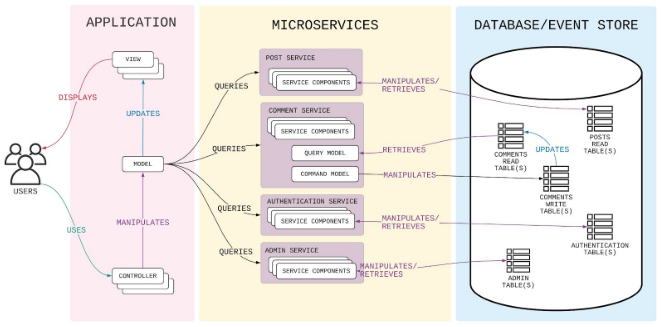 APPLICATION
MICROSERVICES
DATABASE/EVENT STORE
VIEW
DISPLAYS
UPDATES
USERS
MODEL
USES
MANIPULATES
CONTROLLER
QUERIES
QUERIES
QUERIES
QUERIES
POST SERVICE
SERVICE COMPONENTS
COMMENT SERVICE
SERVICE COMPONENTS
QUERY MODEL
COMMAND MODEL
AUTHENTICATION SERVICE
SERVICE COMPONENTS
ADMIN SERVICE
SERVICE COMPONENTS
MANIPULATES/
RETRIEVES
RETRIEVES
MANIPULATES
MANIPULATES/
RETRIEVES
MANIPULATES/
RETRIEVES
POSTS
READ
TABLE(S)
COMMENTS
READ
TABLE(S)
UPDATES
COMMENTS
WRITE
TABLE(S)
AUTHENTICATION
TABLE(S)
ADMIN
TABLE(S)